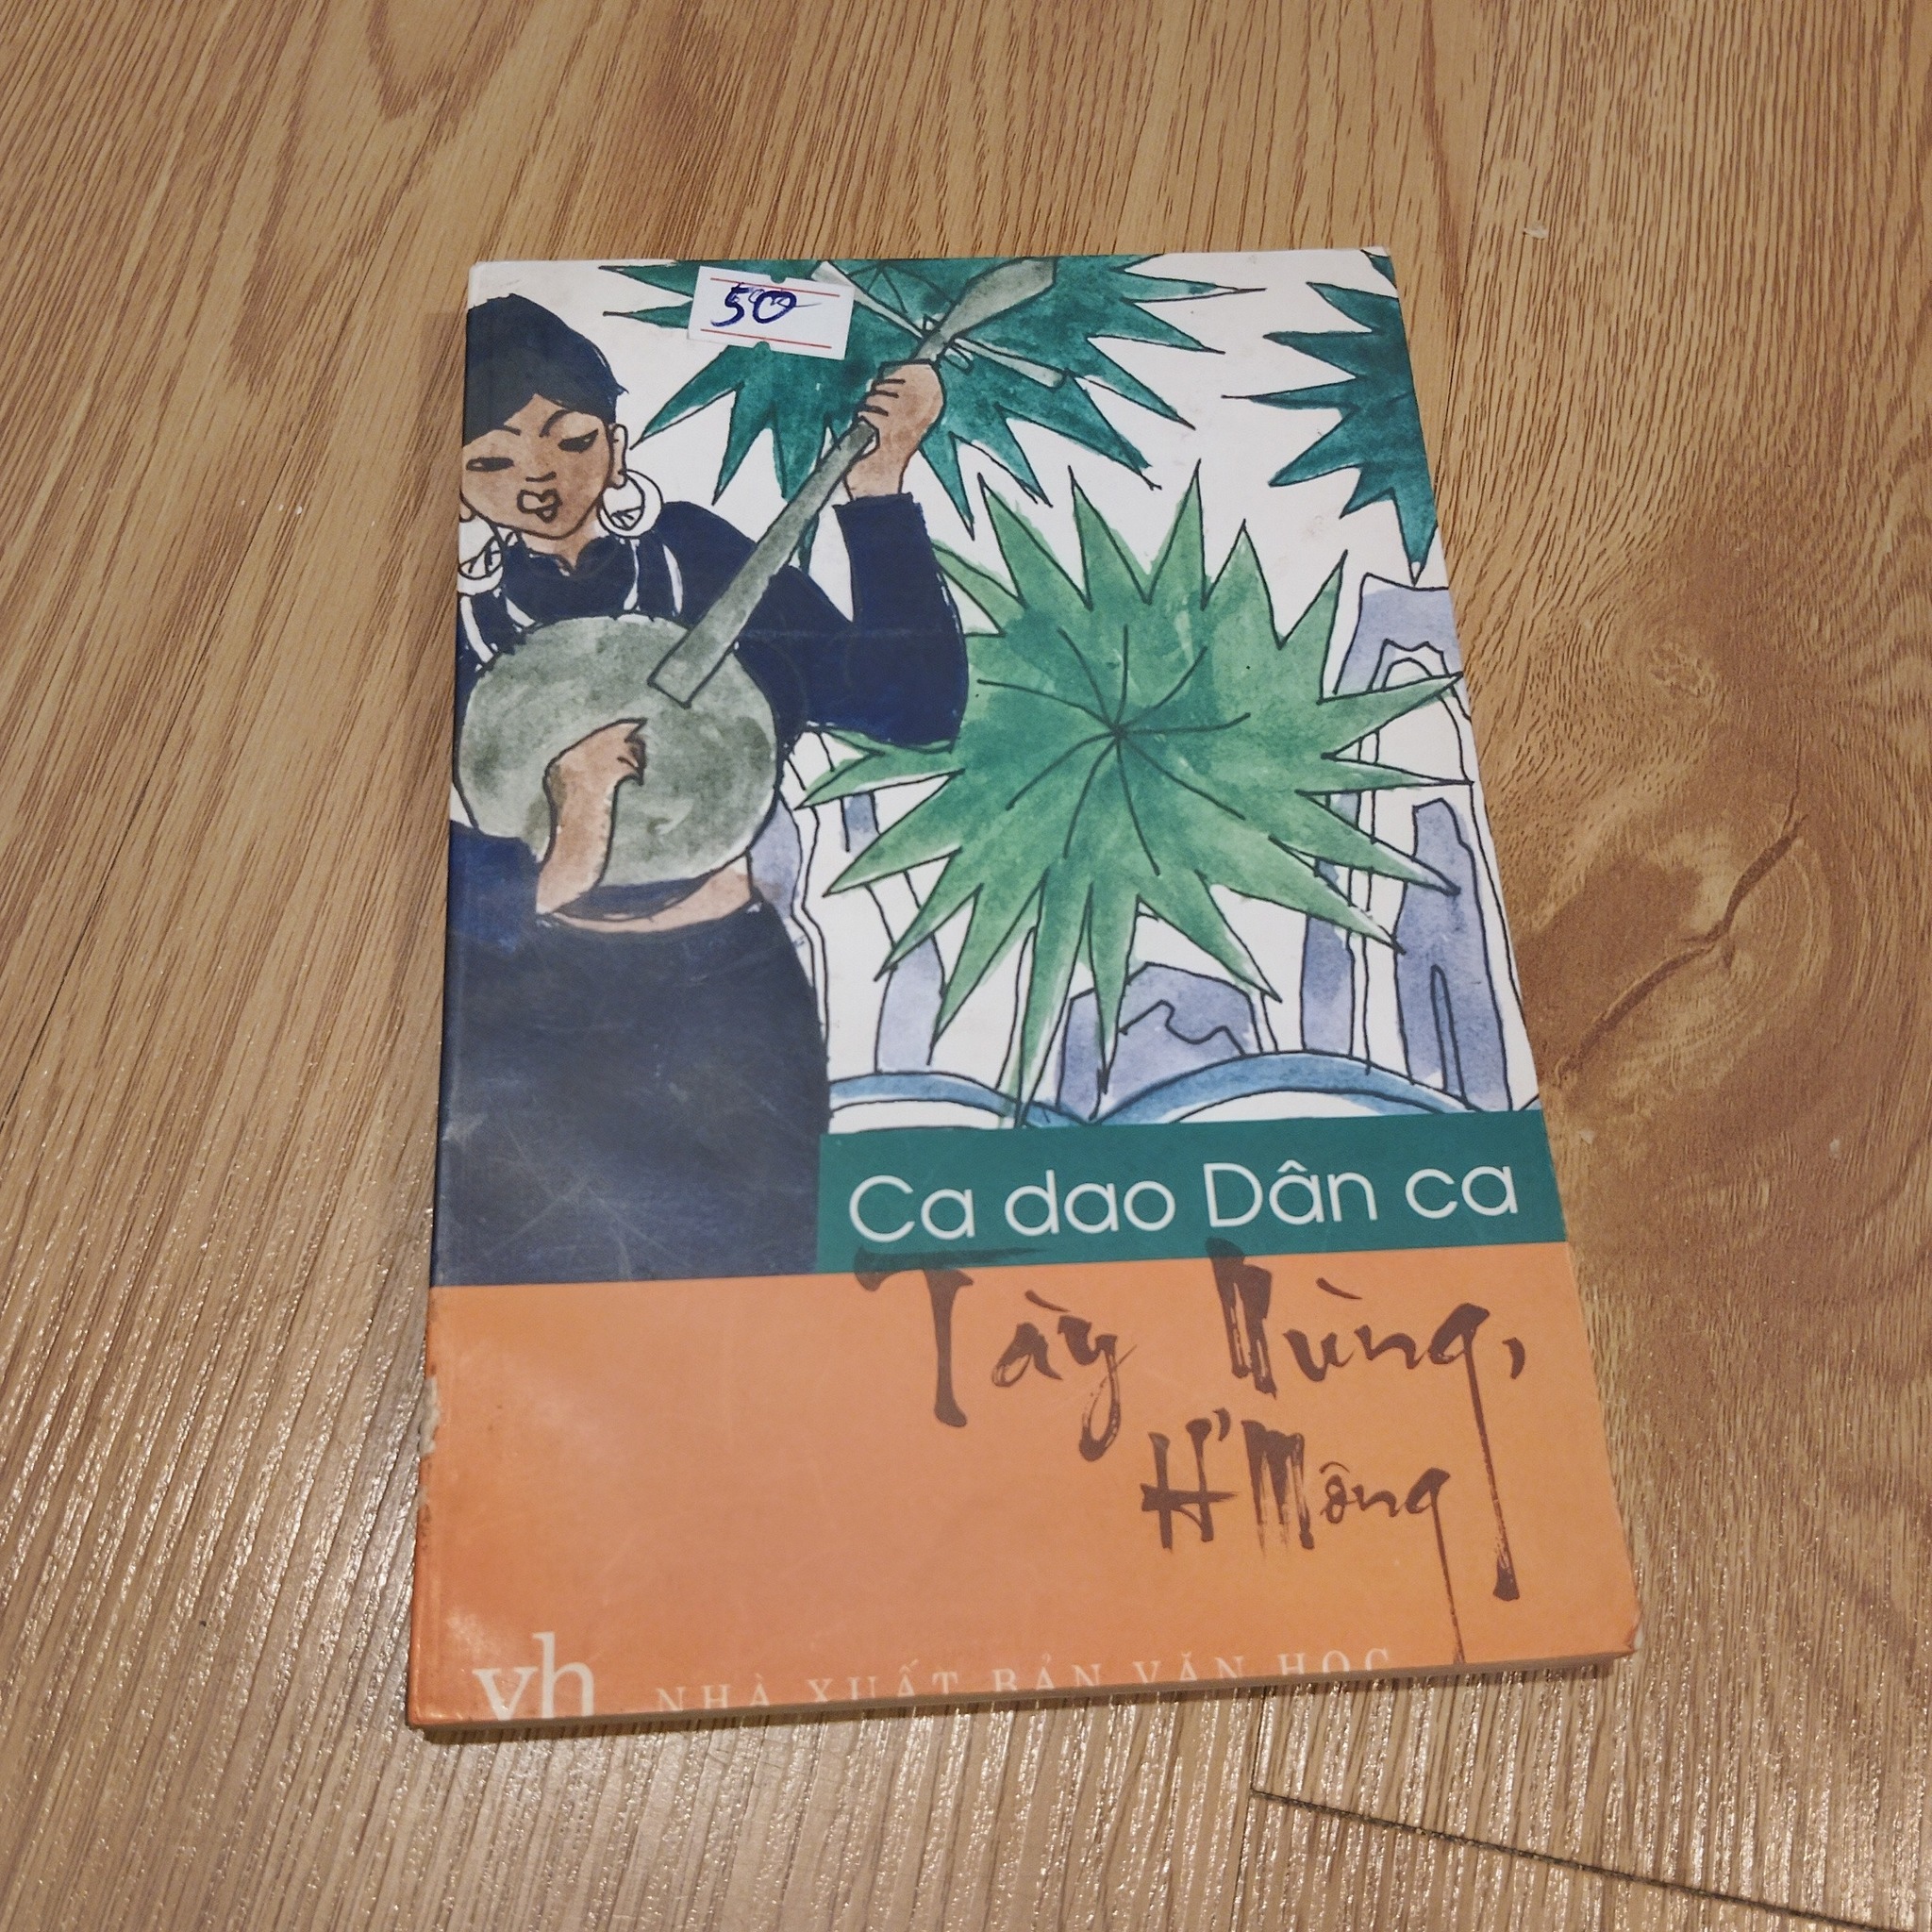 50
Ca dao Dân ca
Tày Nùng,
H'Mông
vh NHÀ XUẤT BẢN VĂN HỌC